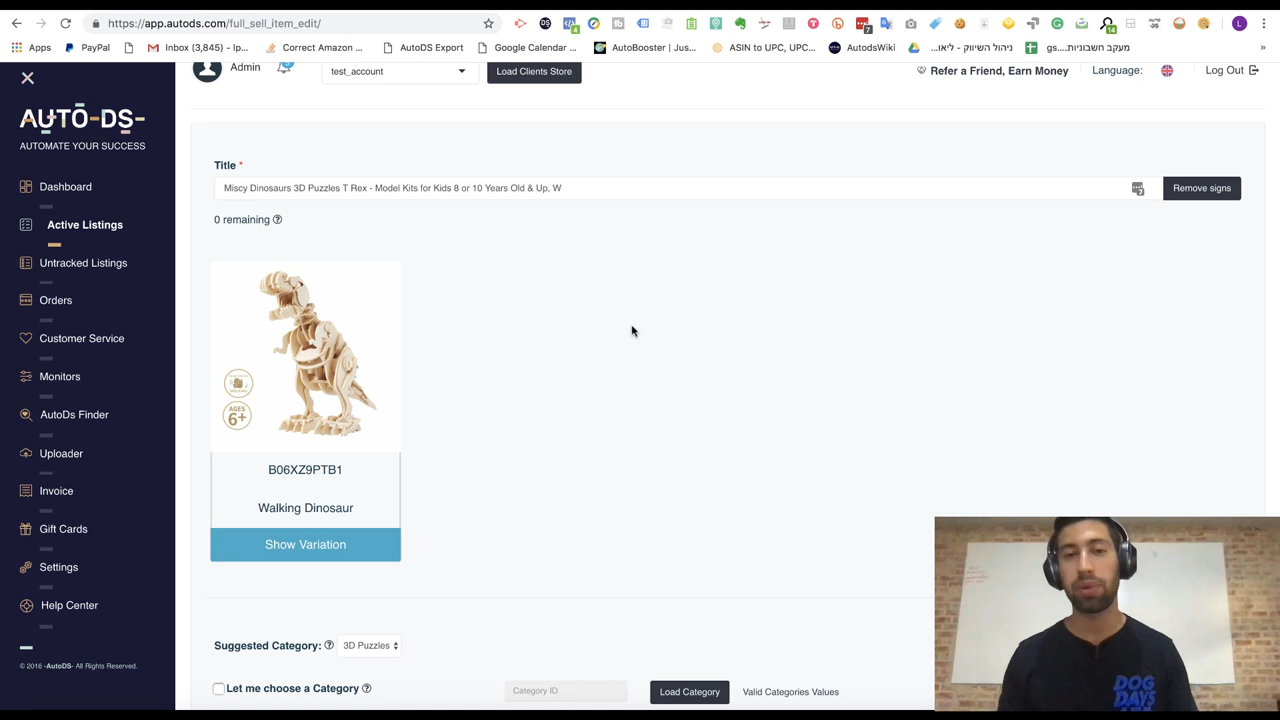 https://app.autods.com/full_sell_item_edit/
Apps PayPal Inbox (3,845) - lp... Correct Amazon ... AutoDS Export Google Calendar ... AutoBooster | Jus... ASIN to UPC, UPC... AutodsWiki ניהול השיווק - ליאו... מעקב חשבוניות.gs... »
Admin test_account Load Clients Store Refer a Friend, Earn Money Language: Log Out
AUTO-DS-
AUTOMATE YOUR SUCCESS
Dashboard
Active Listings
Untracked Listings
Orders
Customer Service
Monitors
AutoDs Finder
Uploader
Invoice
Gift Cards
Settings
Help Center
© 2016 -AutoDS- All Rights Reserved.
Title *
Miscy Dinosaurs 3D Puzzles T Rex - Model Kits for Kids 8 or 10 Years Old & Up, W
Remove signs
0 remaining
AGES
6+
B06XZ9PTB1
Walking Dinosaur
Show Variation
Suggested Category: 3D Puzzles
Let me choose a Category Category ID Load Category Valid Categories Values
DOG
DAYS